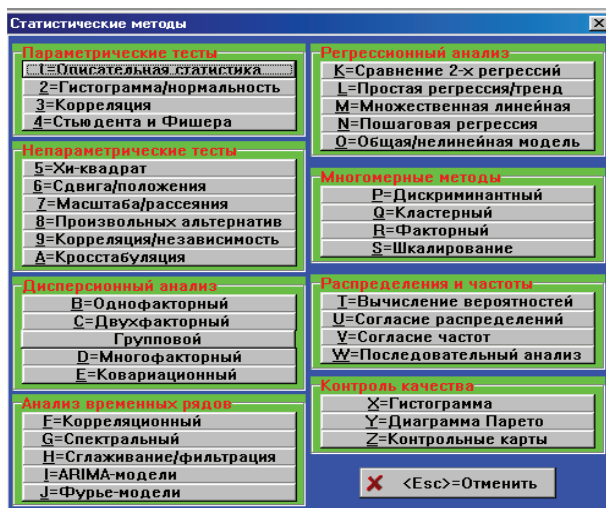 Статистические методы
Параметрические тесты
1=Описательная статистика
2=Гистограмма/нормальность
3=Корреляция
4=Стьюдента и Фишера
Непараметрические тесты
5=Хи-квадрат
6=Сдвига/положения
7=Масштаба/рассеяния
8=Произвольных альтернатив
9=Корреляция/независимость
A=Кросстабуляция
Дисперсионный анализ
B=Однофакторный
C=Двухфакторный
Групповой
D=Многофакторный
E=Ковариационный
Анализ временных рядов
F=Корреляционный
G=Спектральный
H=Сглаживание/фильтрация
I=ARIMA-модели
J=Фурье-модели
Регрессионный анализ
K=Сравнение 2-х регрессий
L=Простая регрессия/тренд
M=Множественная линейная
N=Пошаговая регрессия
O=Общая/нелинейная модель
Многомерные методы
P=Дискриминантный
Q=Кластерный
R=Факторный
S=Шкалирование
Распределения и частоты
T=Вычисление вероятностей
U=Согласие распределений
V=Согласие частот
W=Последовательный анализ
Контроль качества
X=Гистограмма
Y=Диаграмма Парето
Z=Контрольные карты
<Esc>=Отменить